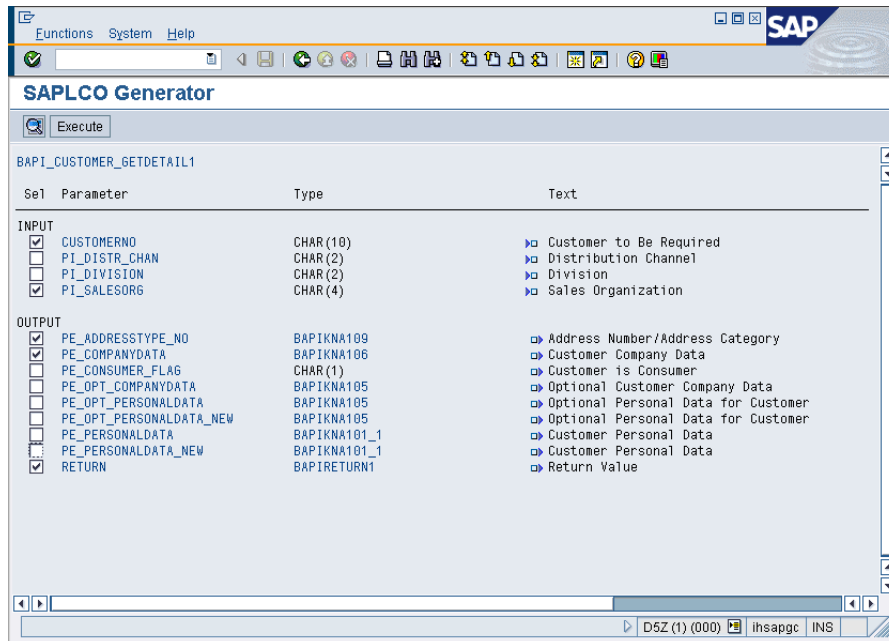 Functions System Help
SAP
SAPLCO Generator
Execute
BAPI_CUSTOMER_GETDETAIL1
Sel Parameter Type Text
INPUT
CUSTOMERNO CHAR(10) Customer to Be Required
PI_DISTR_CHAN CHAR(2) Distribution Channel
PI_DIVISION CHAR(2) Division
PI_SALESORG CHAR(4) Sales Organization
OUTPUT
PE_ADDRESSTYPE_NO BAPIKNA109 Address Number/Address Category
PE_COMPANYDATA BAPIKNA106 Customer Company Data
PE_CONSUMER_FLAG CHAR(1) Customer is Consumer
PE_OPT_COMPANYDATA BAPIKNA105 Optional Customer Company Data
PE_OPT_PERSONALDATA BAPIKNA105 Optional Personal Data for Customer
PE_OPT_PERSONALDATA_NEW BAPIKNA105 Optional Personal Data for Customer
PE_PERSONALDATA BAPIKNA101_1 Customer Personal Data
PE_PERSONALDATA_NEW BAPIKNA101_1 Customer Personal Data
RETURN BAPIRETURN1 Return Value
D5Z (1) (000) ihsapgc INS